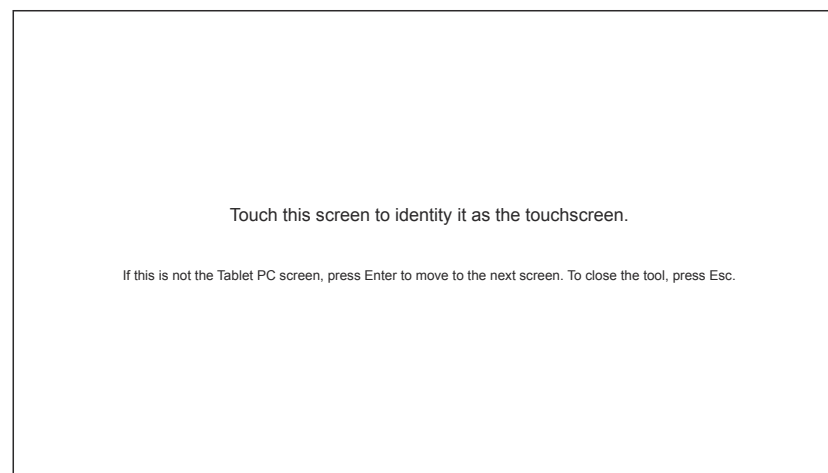 Touch this screen to identity it as the touchscreen.
If this is not the Tablet PC screen, press Enter to move to the next screen. To close the tool, press Esc.